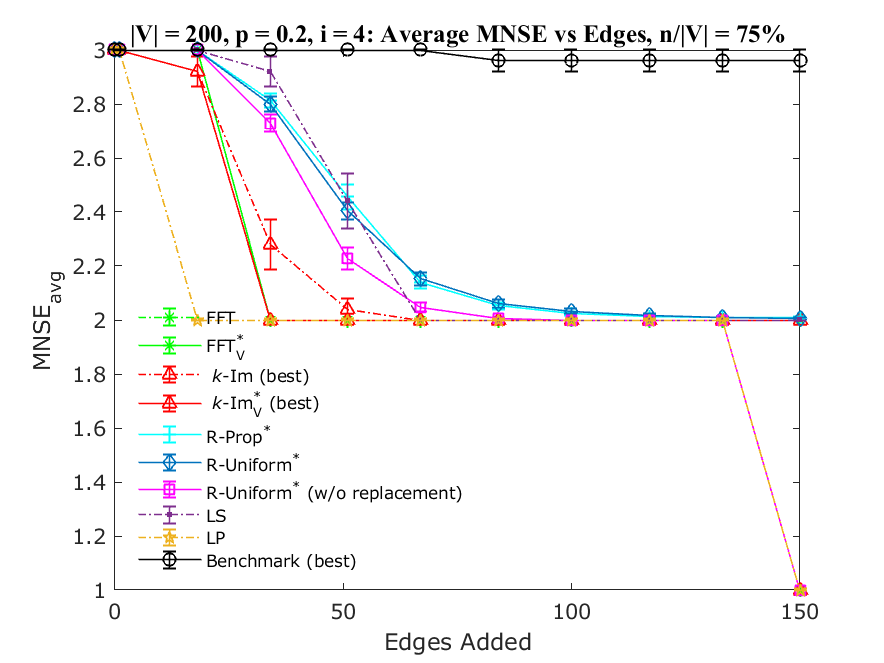 |V| = 200, p = 0.2, i = 4: Average MNSE vs Edges, n/|V| = 75%
3
2.8
2.6
2.4
2.2
2
1.8
1.6
1.4
1.2
1
MNSE_avg
FFT
FFT*_V
k-Im (best)
k-Im*_V (best)
R-Prop*
R-Uniform*
R-Uniform* (w/o replacement)
LS
LP
Benchmark (best)
0
50
100
150
Edges Added